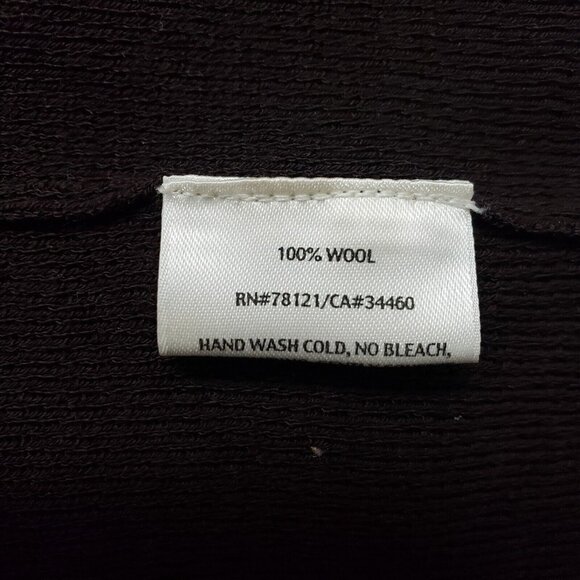 100% WOOL
RN#78121/CA#34460
HAND WASH COLD, NO BLEACH,